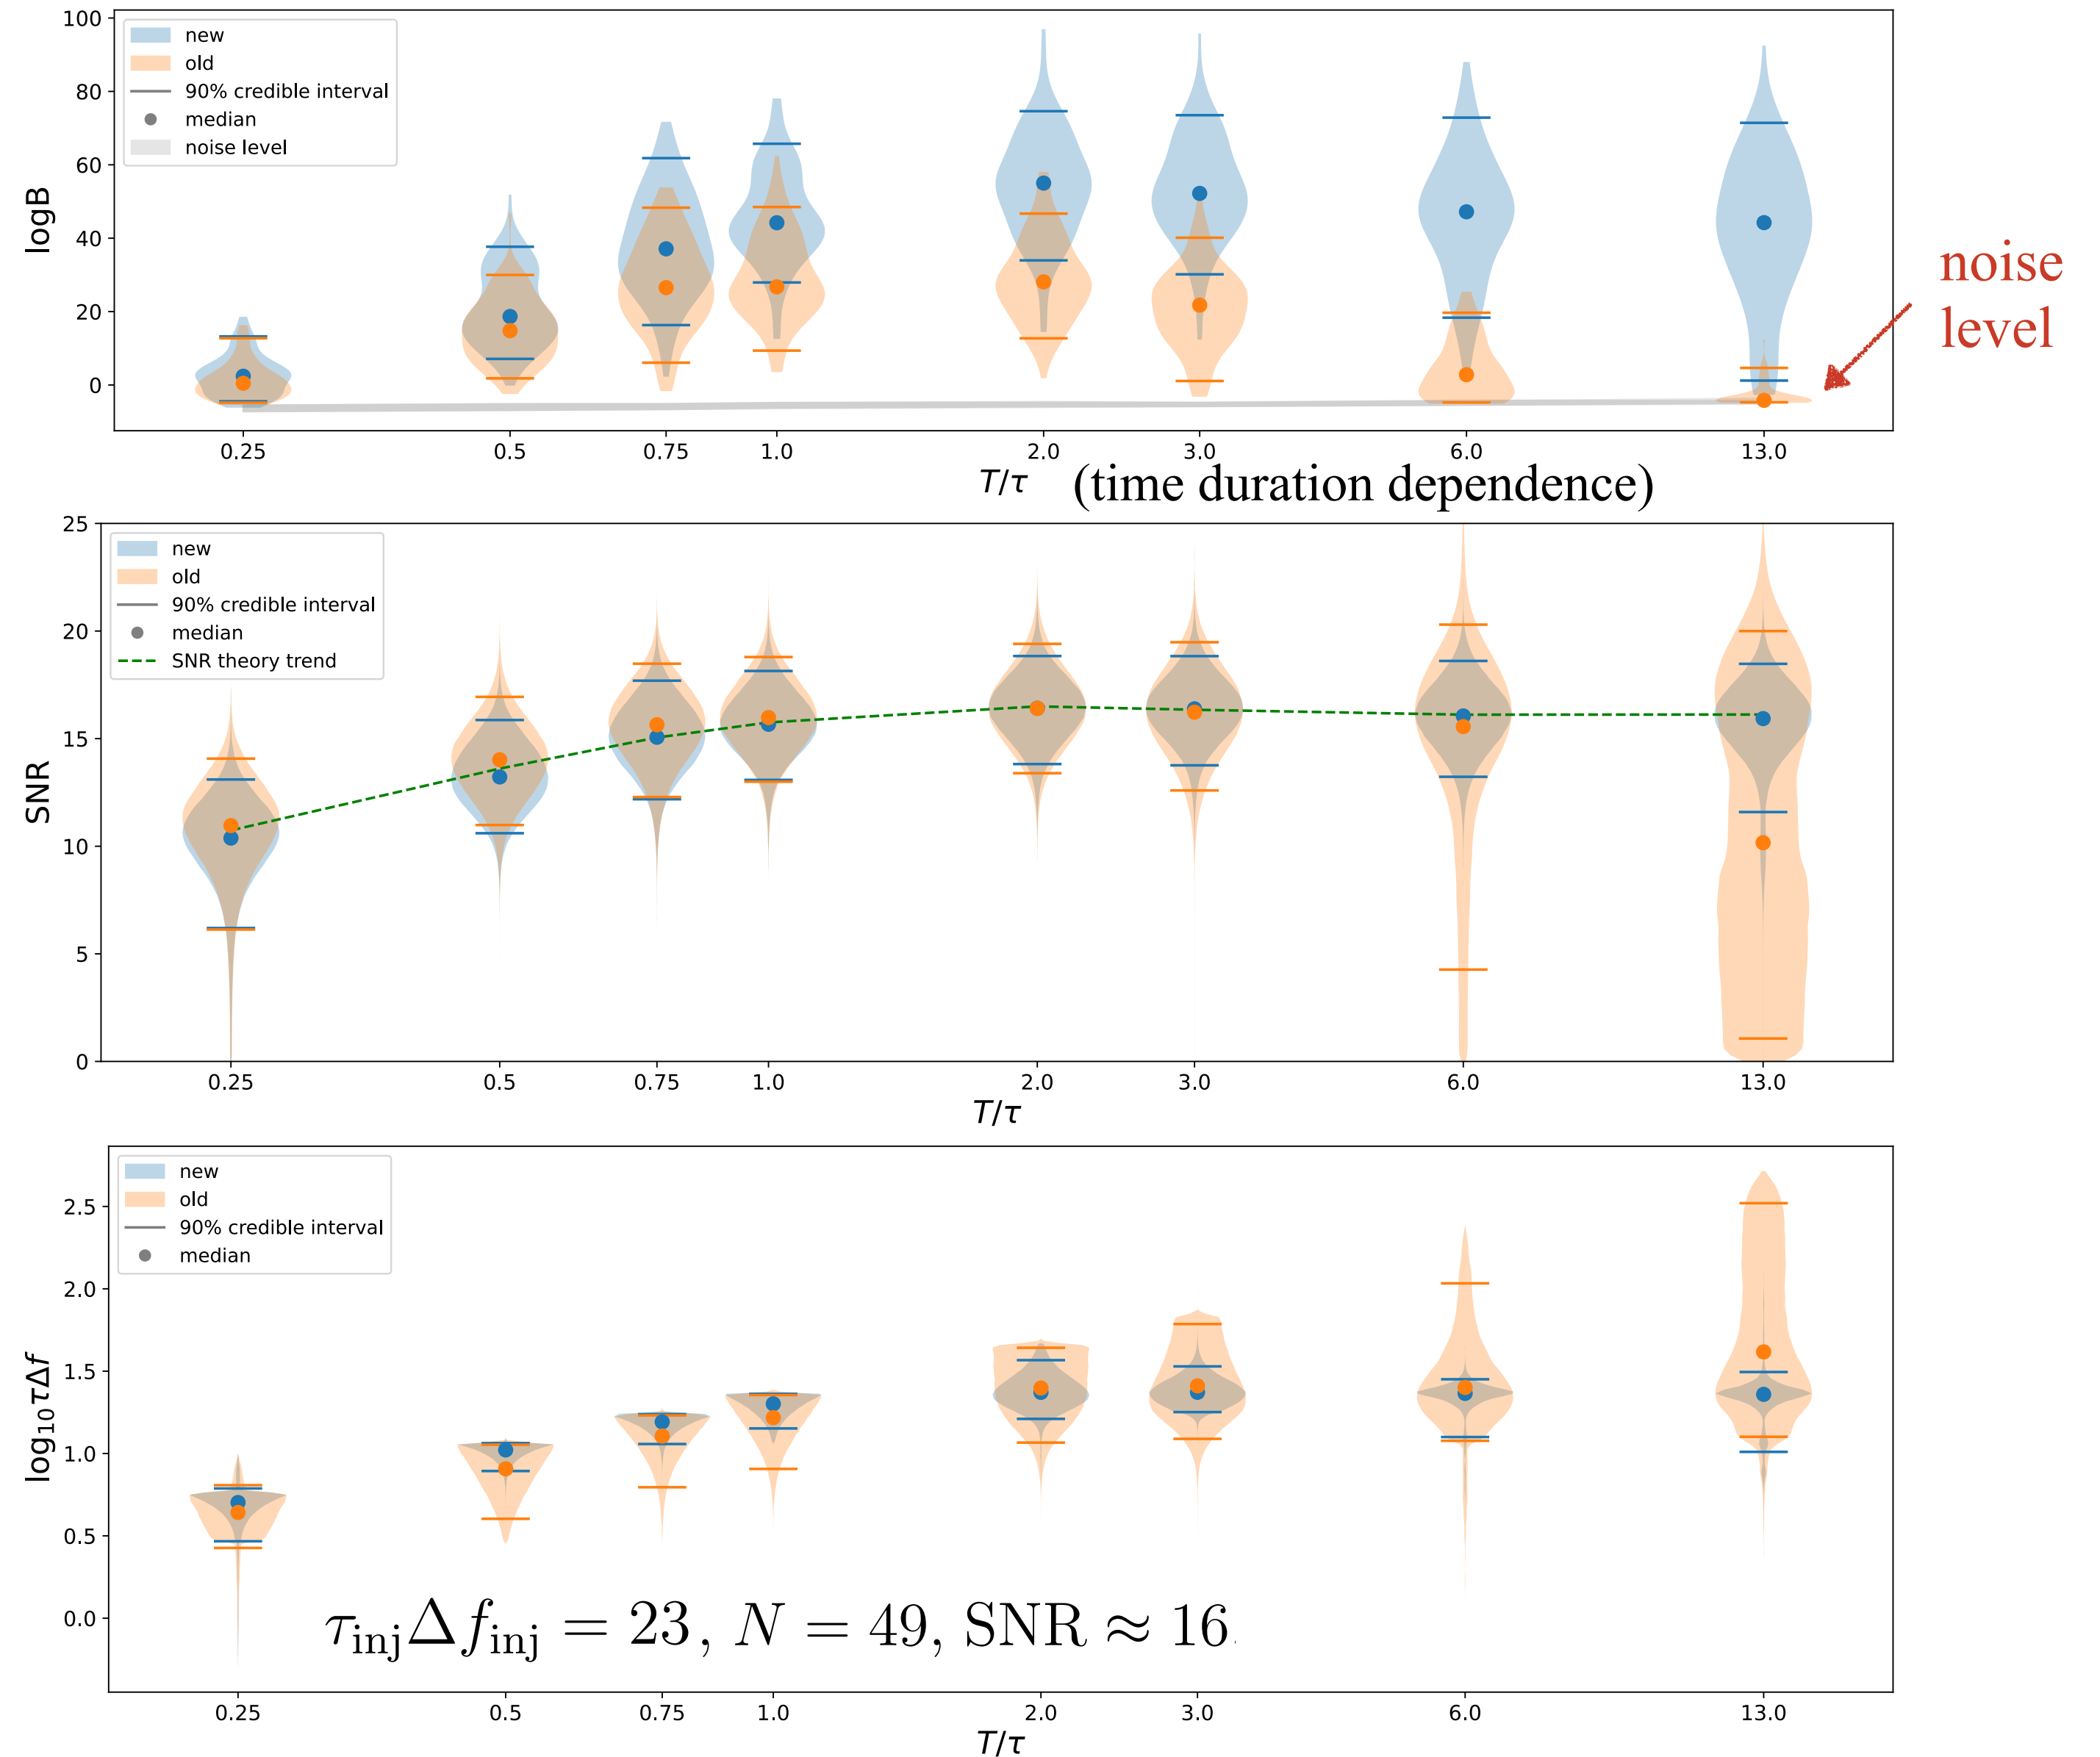 100
80
60
40
20
0
logB
new
old
90% credible interval
median
noise level
noise
level
0.25 0.5 0.75 1.0 2.0 3.0 6.0 13.0
T/τ (time duration dependence)
25
20
15
10
5
0
SNR
new
old
90% credible interval
median
SNR theory trend
0.25 0.5 0.75 1.0 2.0 3.0 6.0 13.0
T/τ
2.5
2.0
1.5
1.0
0.5
0.0
log₁₀τΔf
new
old
90% credible interval
median
τ_inj Δf_inj = 23, N = 49, SNR ≈ 16.
0.25 0.5 0.75 1.0 2.0 3.0 6.0 13.0
T/τ